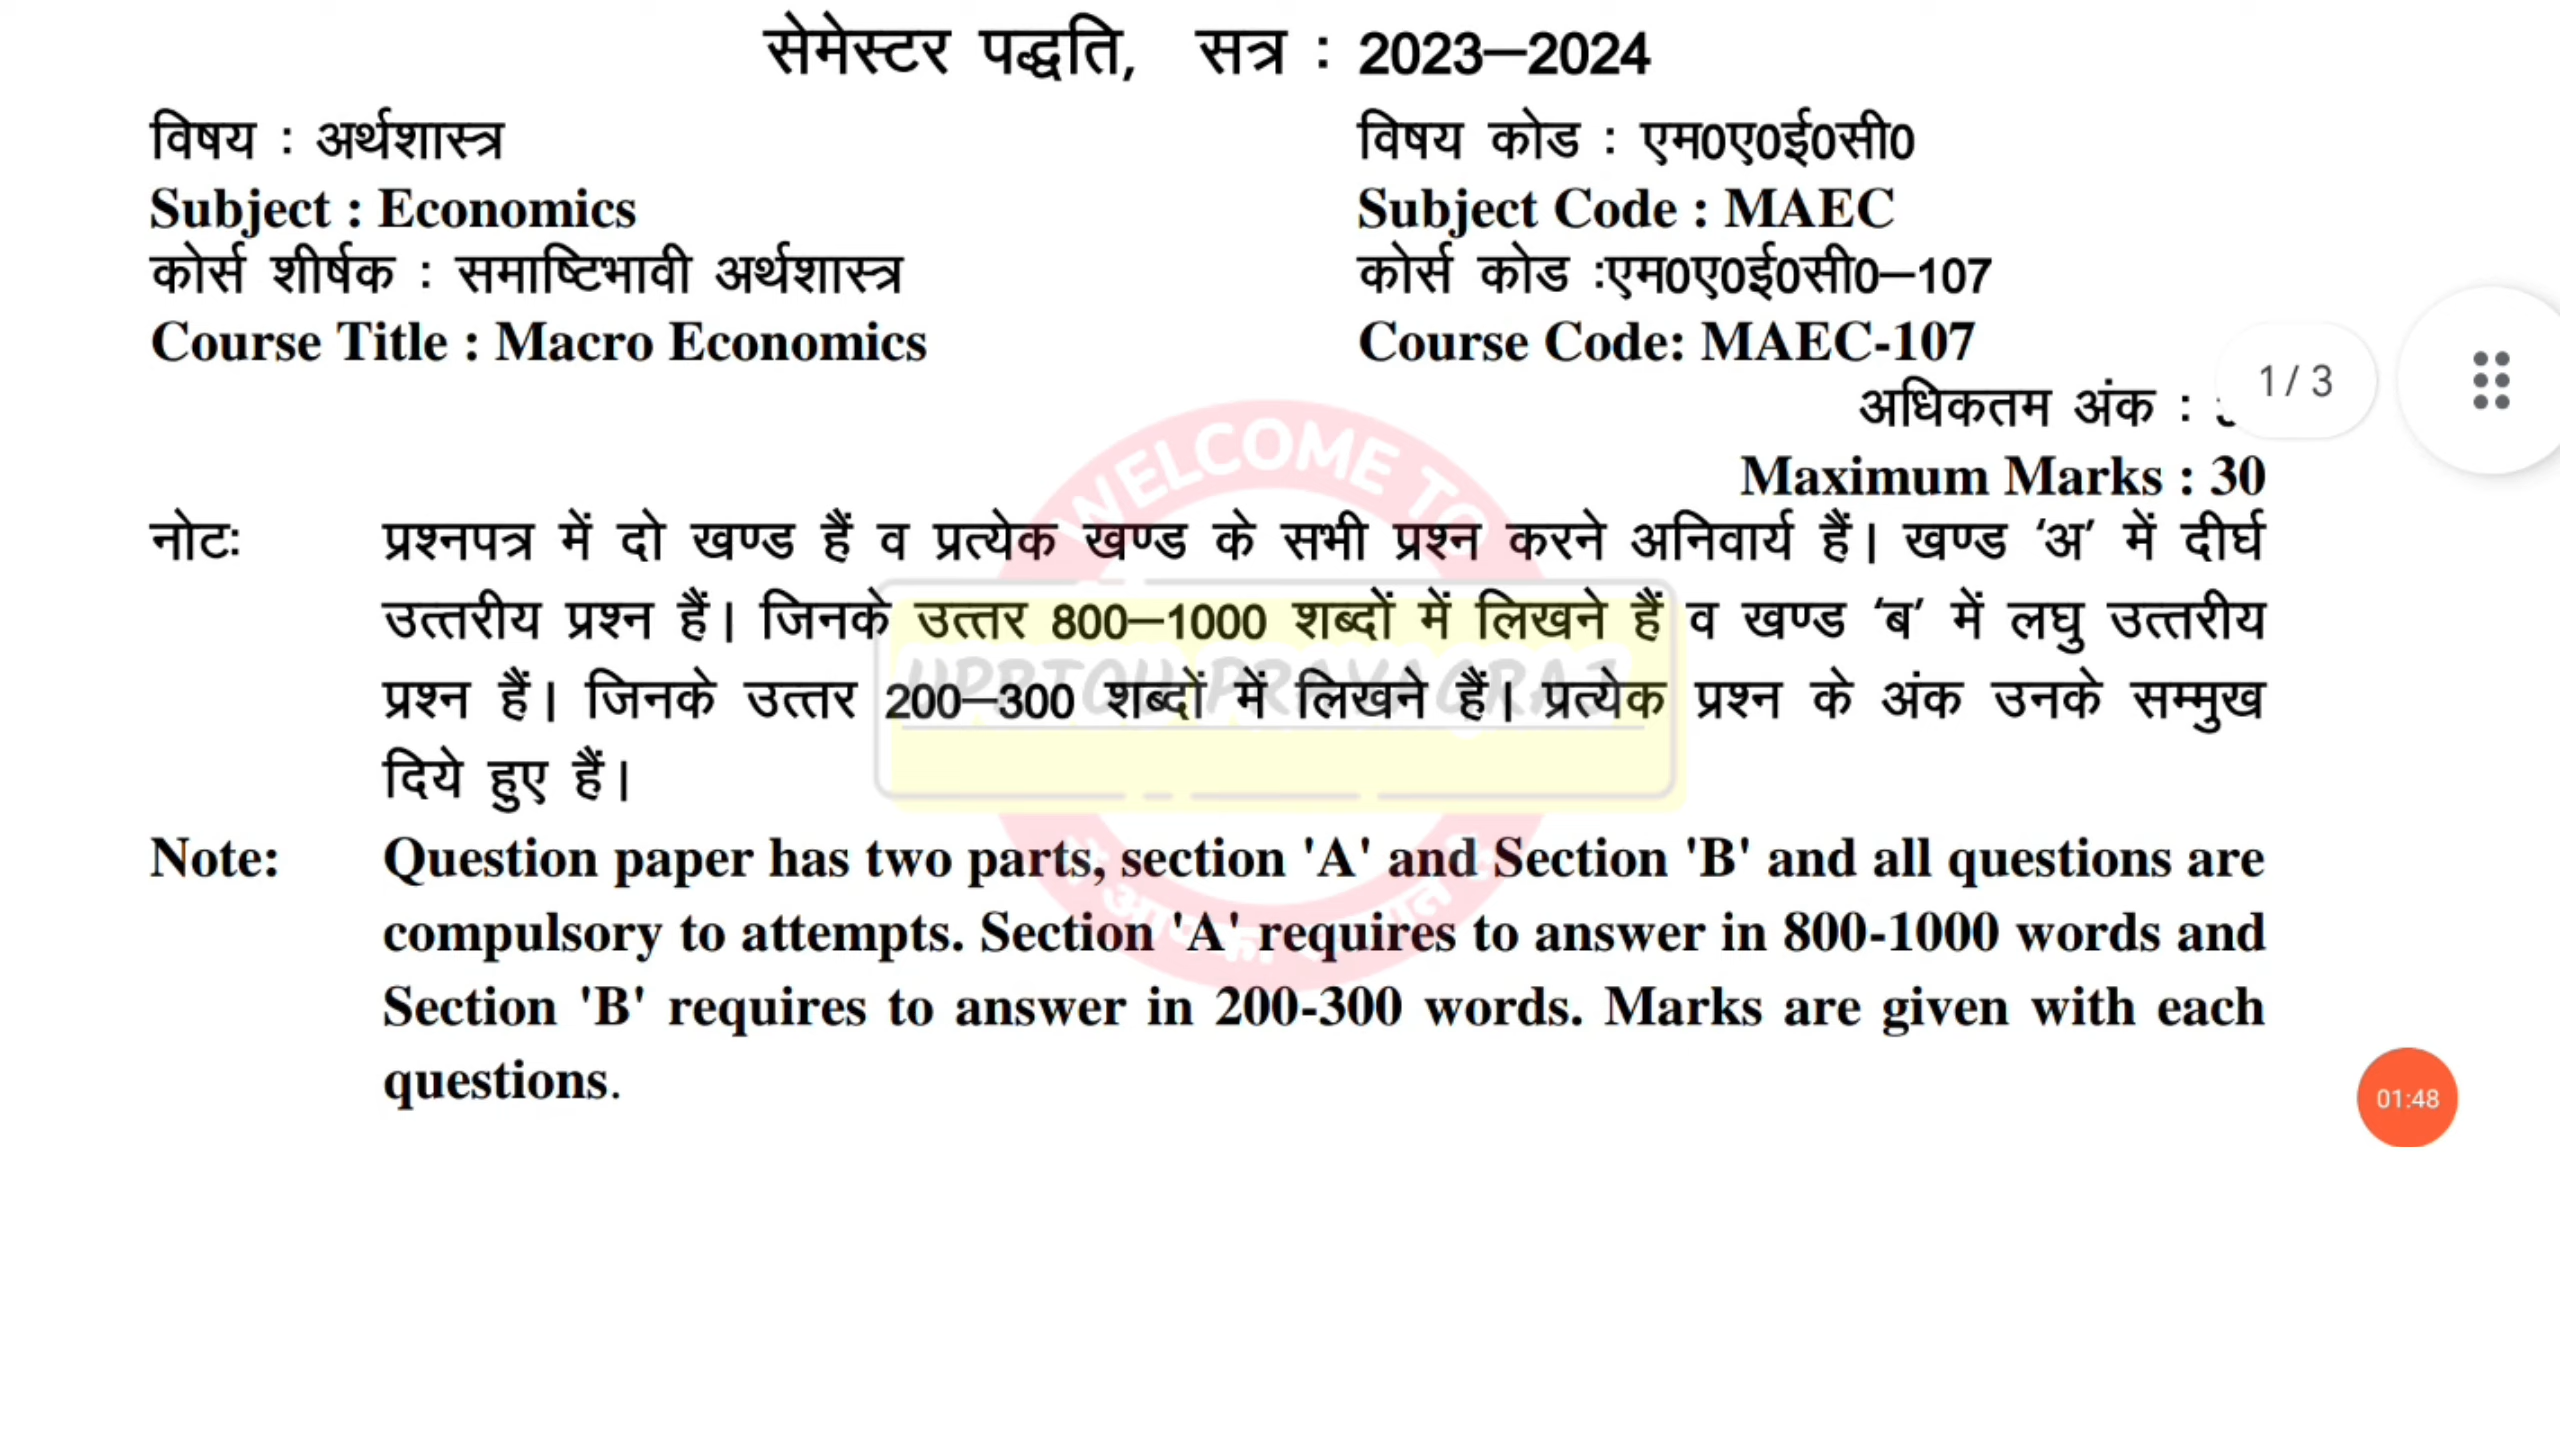 सेमेस्टर पद्धति, सत्र : 2023–2024
विषय : अर्थशास्त्र विषय कोड : एम0ए0ई0सी0
Subject : Economics Subject Code : MAEC
कोर्स शीर्षक : समाष्टिभावी अर्थशास्त्र कोर्स कोड :एम0ए0ई0सी0–107
Course Title : Macro Economics Course Code: MAEC-107
1 / 3
अधिकतम अंक :
Maximum Marks : 30
नोटः प्रश्नपत्र में दो खण्ड हैं व प्रत्येक खण्ड के सभी प्रश्न करने अनिवार्य हैं। खण्ड ‘अ’ में दीर्घ
उत्तरीय प्रश्न हैं। जिनके उत्तर 800–1000 शब्दों में लिखने हैं व खण्ड ‘ब’ में लघु उत्तरीय
प्रश्न हैं। जिनके उत्तर 200–300 शब्दों में लिखने हैं। प्रत्येक प्रश्न के अंक उनके सम्मुख
दिये हुए हैं।
Note: Question paper has two parts, section 'A' and Section 'B' and all questions are
compulsory to attempts. Section 'A' requires to answer in 800-1000 words and
Section 'B' requires to answer in 200-300 words. Marks are given with each
questions.
WELCOME TO
UPRTOU PRAYAGRAJ
01:48